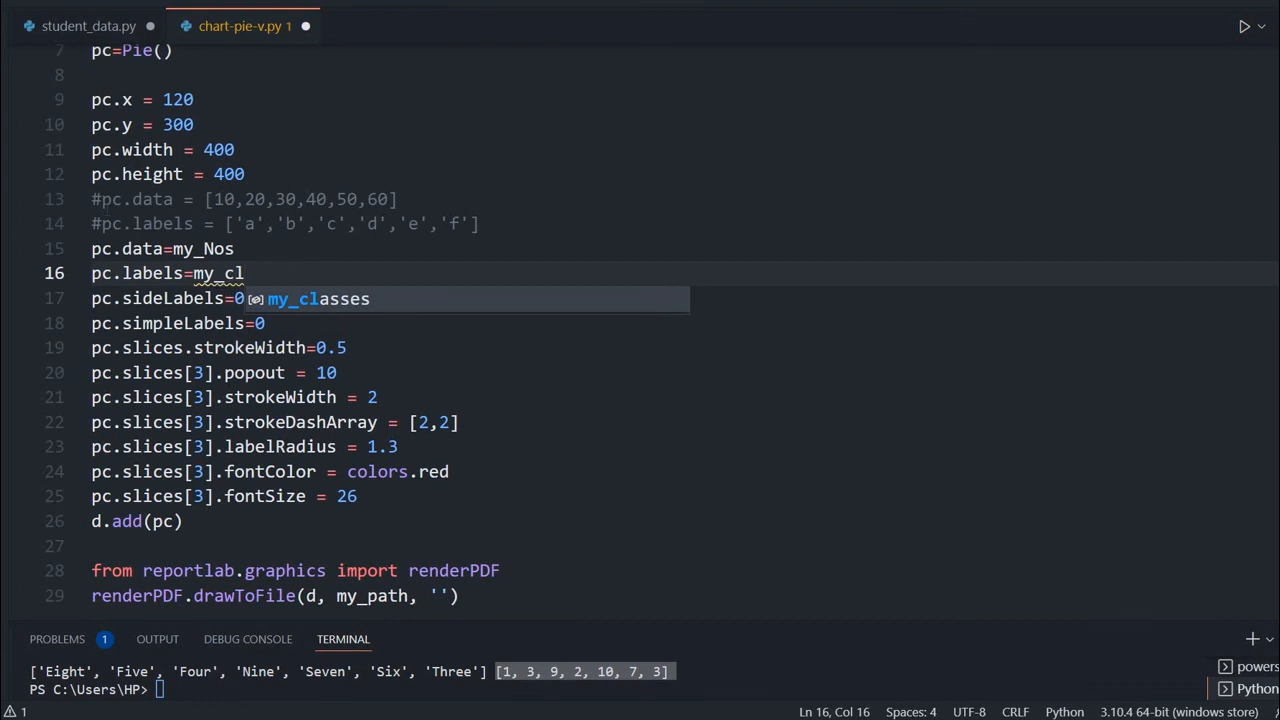 student_data.py
chart-pie-v.py 1
7 pc=Pie()
8
9 pc.x = 120
10 pc.y = 300
11 pc.width = 400
12 pc.height = 400
13 #pc.data = [10,20,30,40,50,60]
14 #pc.labels = ['a','b','c','d','e','f']
15 pc.data=my_Nos
16 pc.labels=my_cl
17 pc.sideLabels=0 my_classes
18 pc.simpleLabels=0
19 pc.slices.strokeWidth=0.5
20 pc.slices[3].popout = 10
21 pc.slices[3].strokeWidth = 2
22 pc.slices[3].strokeDashArray = [2,2]
23 pc.slices[3].labelRadius = 1.3
24 pc.slices[3].fontColor = colors.red
25 pc.slices[3].fontSize = 26
26 d.add(pc)
27
28 from reportlab.graphics import renderPDF
29 renderPDF.drawToFile(d, my_path, '')
PROBLEMS 1 OUTPUT DEBUG CONSOLE TERMINAL
['Eight', 'Five', 'Four', 'Nine', 'Seven', 'Six', 'Three'] [1, 3, 9, 2, 10, 7, 3]
PS C:\Users\HP>
powers
Python
1 Ln 16, Col 16 Spaces: 4 UTF-8 CRLF Python 3.10.4 64-bit (windows store)